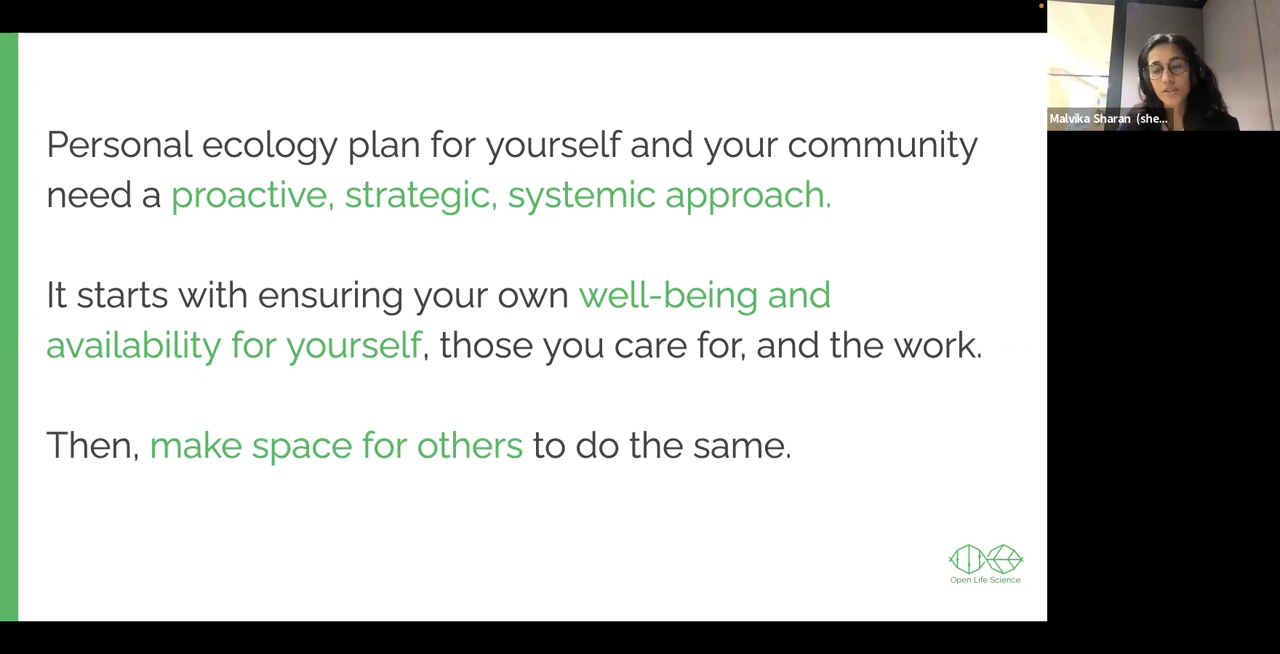 Personal ecology plan for yourself and your community
need a proactive, strategic, systemic approach.
It starts with ensuring your own well-being and
availability for yourself, those you care for, and the work.
Then, make space for others to do the same.
Open Life Science
Malvika Sharan (she...